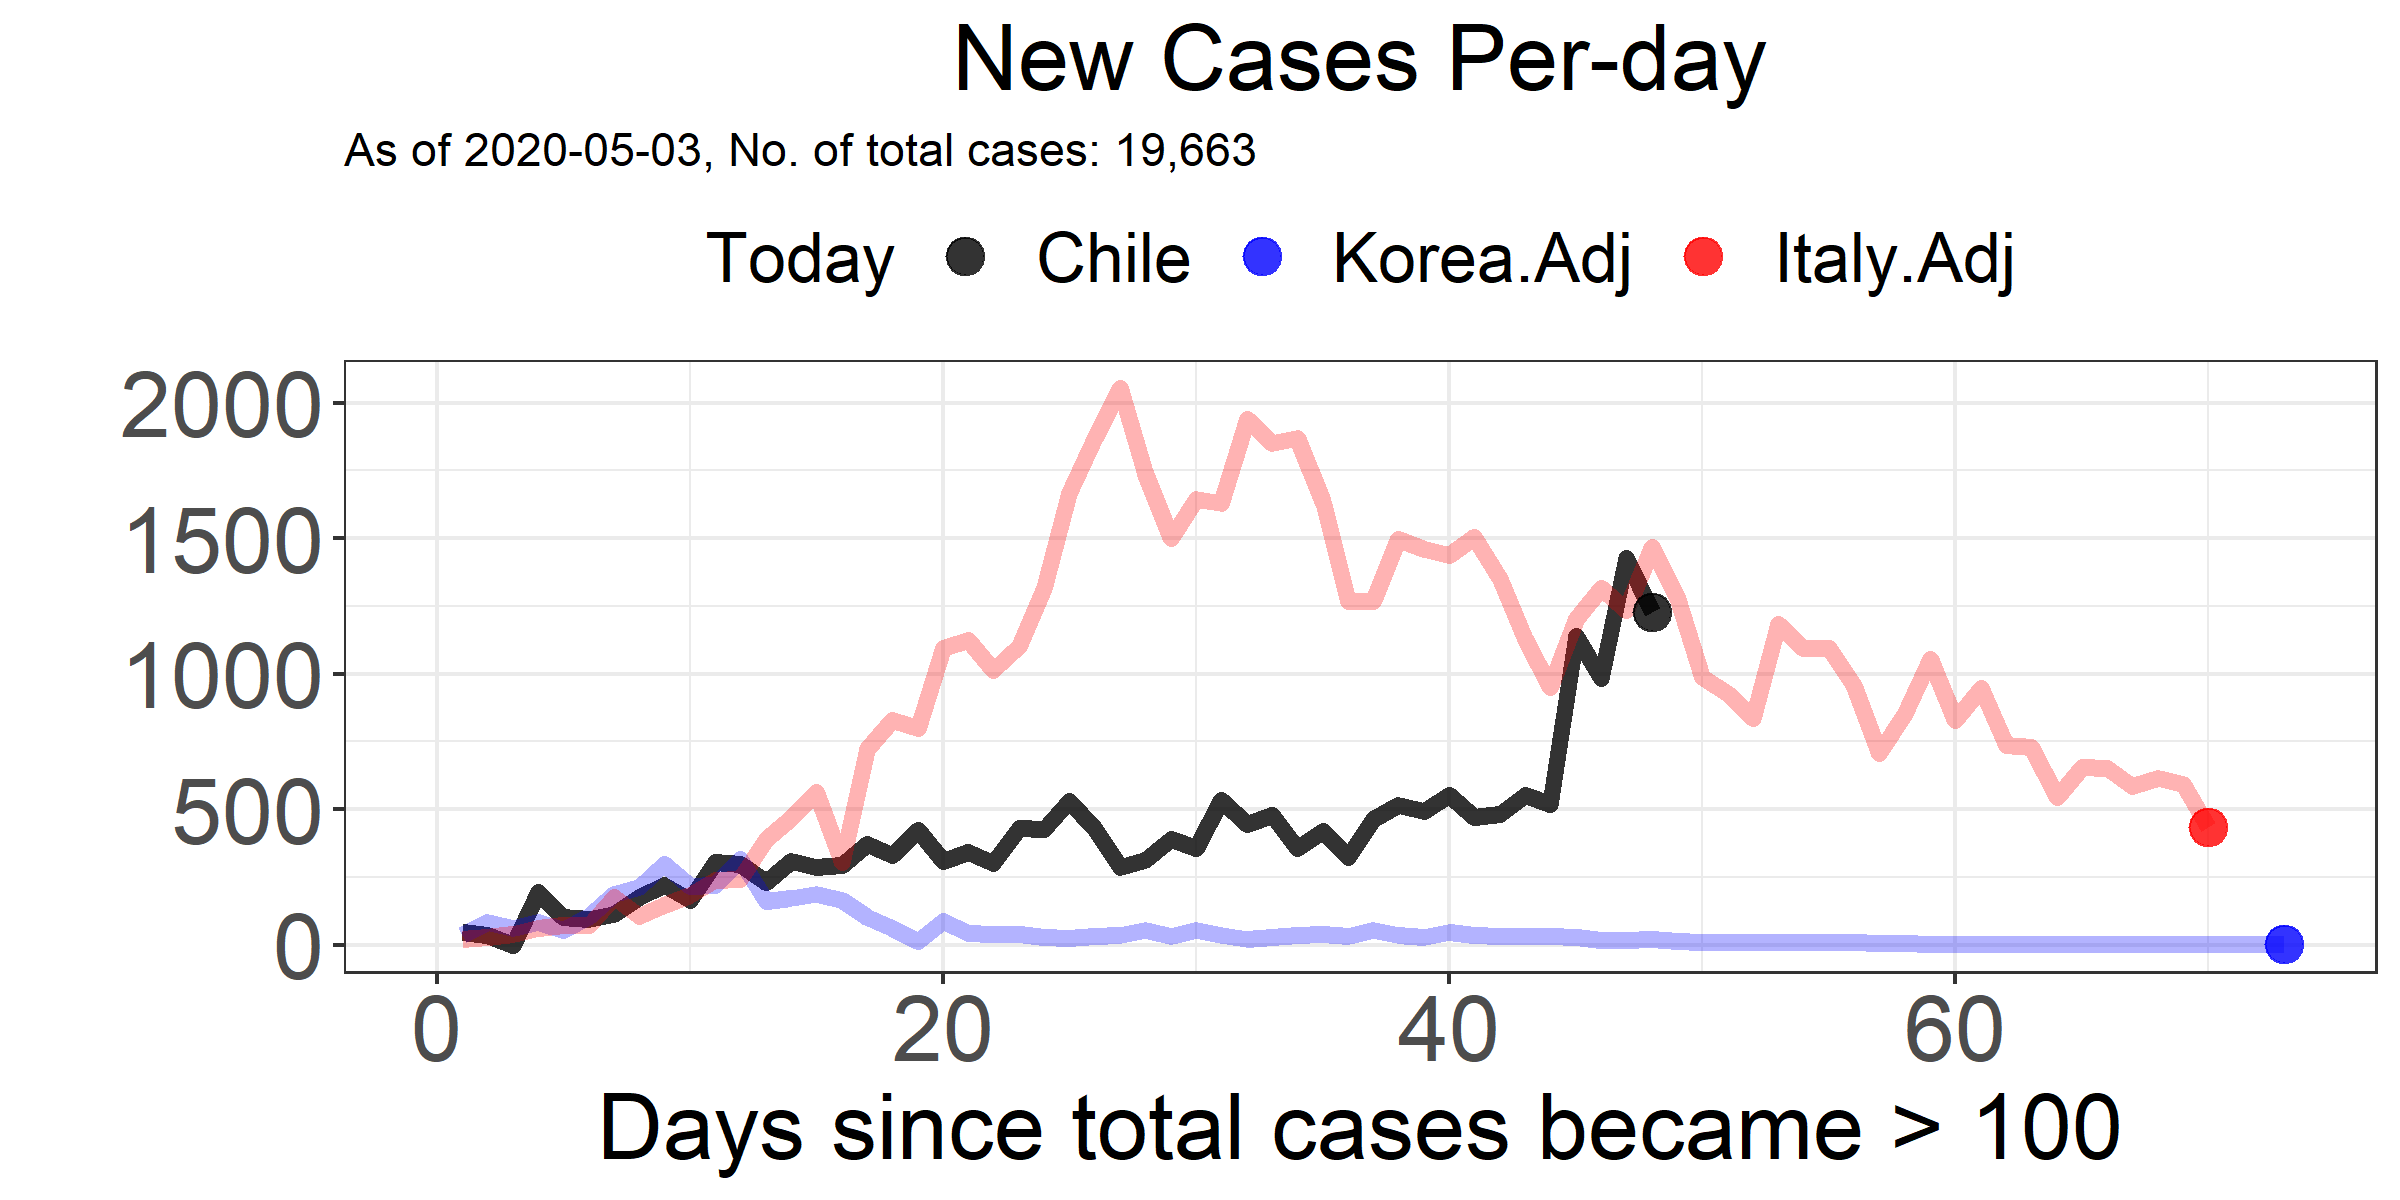 New Cases Per-day
As of 2020-05-03, No. of total cases: 19,663
Today Chile Korea.Adj Italy.Adj
2000
1500
1000
500
0
0 20 40 60
Days since total cases became > 100